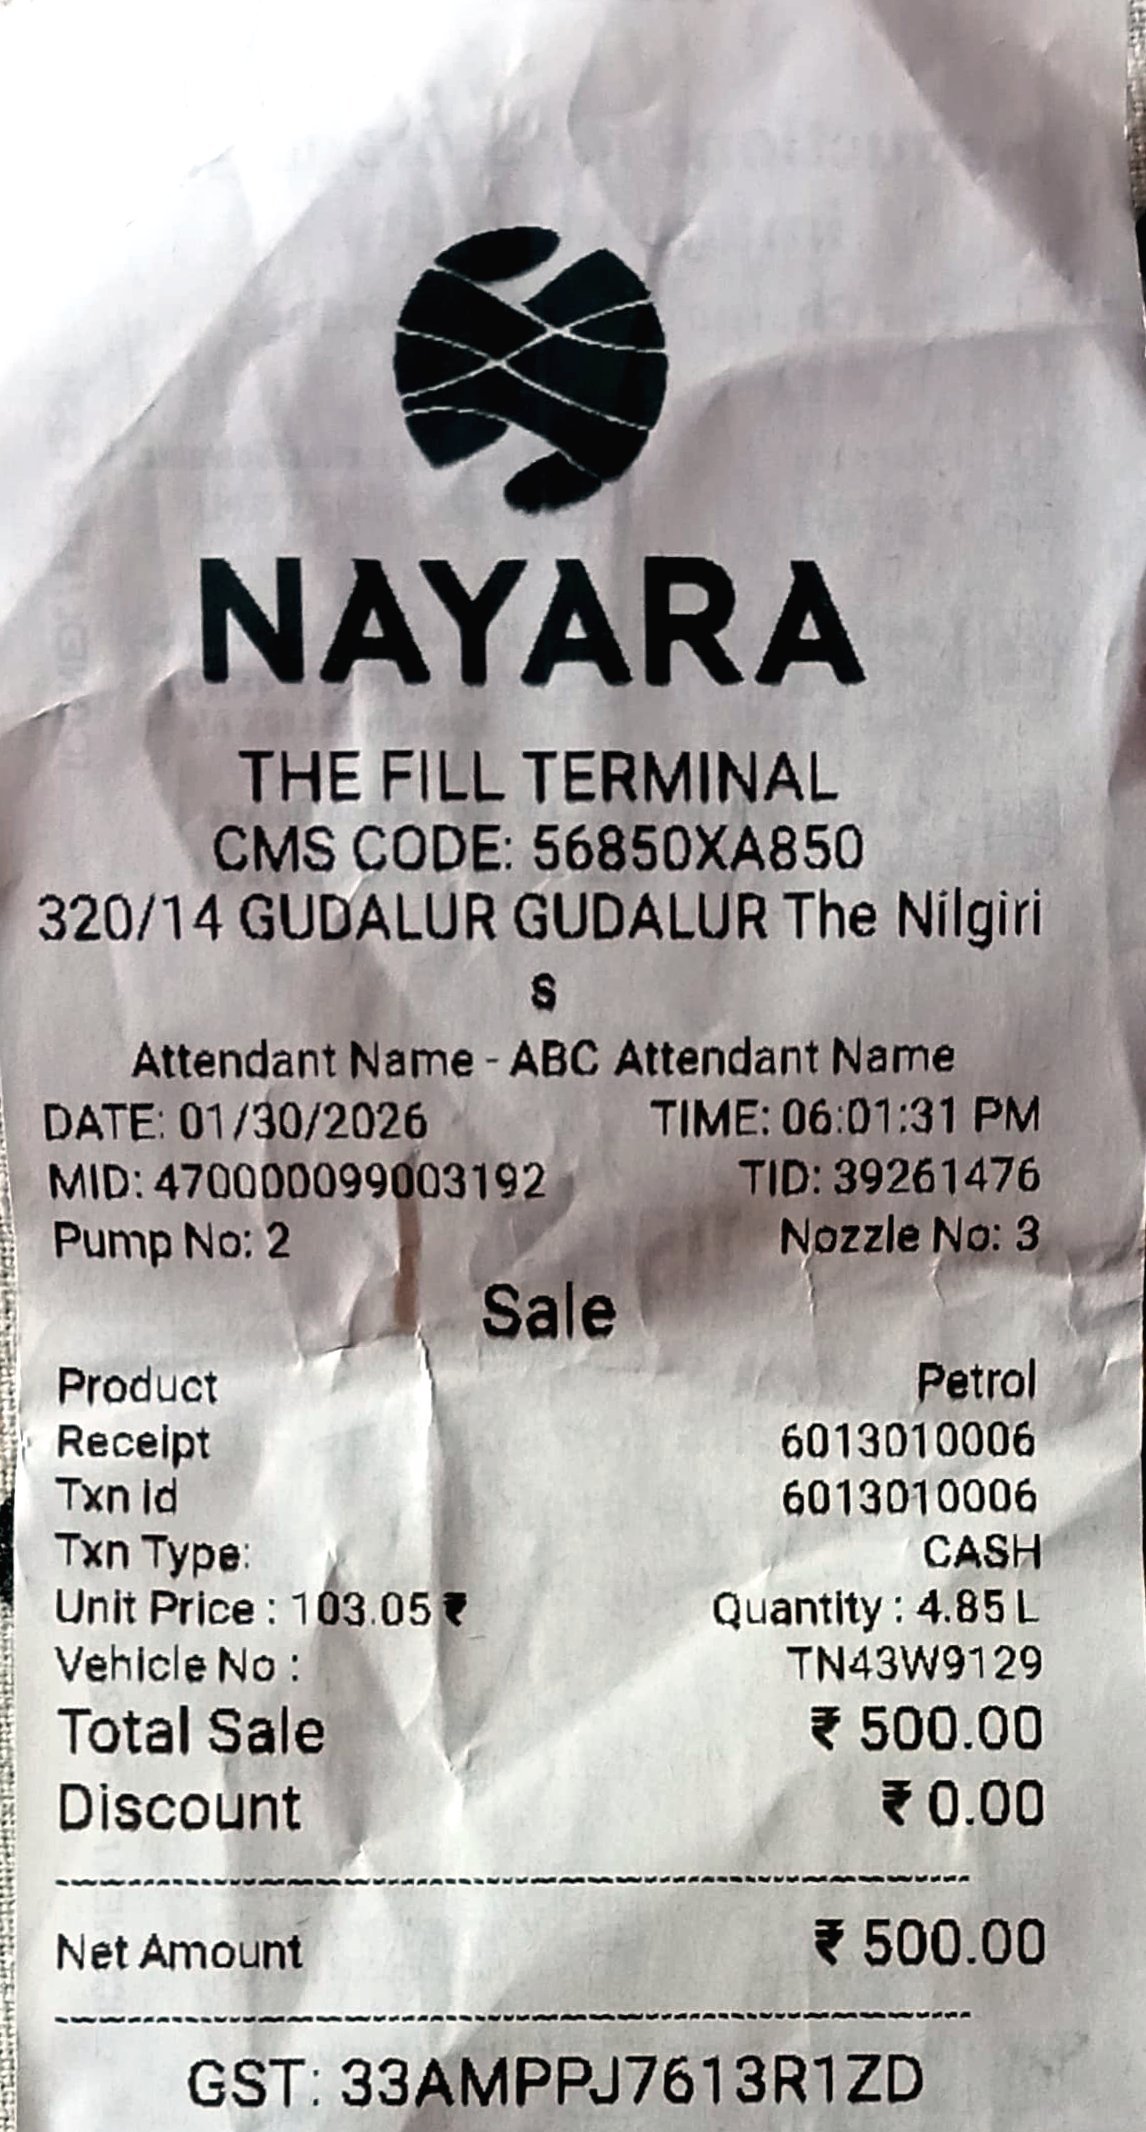 NAYARA
THE FILL TERMINAL
CMS CODE: 56850XA850
320/14 GUDALUR GUDALUR The Nilgiri
s
Attendant Name - ABC Attendant Name
DATE: 01/30/2026 TIME: 06:01:31 PM
MID: 470000099003192 TID: 39261476
Pump No: 2 Nozzle No: 3
Sale
Product Petrol
Receipt 6013010006
Txn Id 6013010006
Txn Type: CASH
Unit Price : 103.05 ₹ Quantity : 4.85 L
Vehicle No : TN43W9129
Total Sale ₹ 500.00
Discount ₹ 0.00
Net Amount ₹ 500.00
GST: 33AMPPJ7613R1ZD